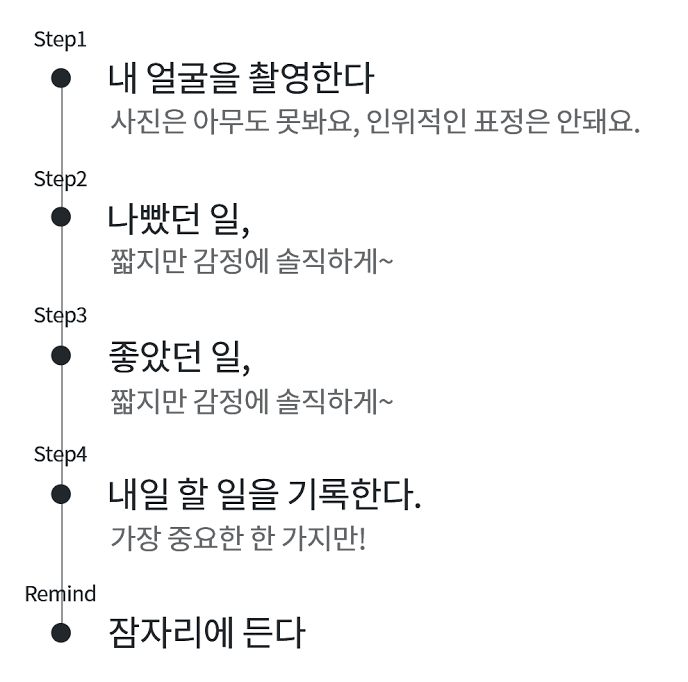 Step1
내 얼굴을 촬영한다
사진은 아무도 못봐요, 인위적인 표정은 안돼요.
Step2
나빴던 일,
짧지만 감정에 솔직하게~
Step3
좋았던 일,
짧지만 감정에 솔직하게~
Step4
내일 할 일을 기록한다.
가장 중요한 한 가지만!
Remind
잠자리에 든다